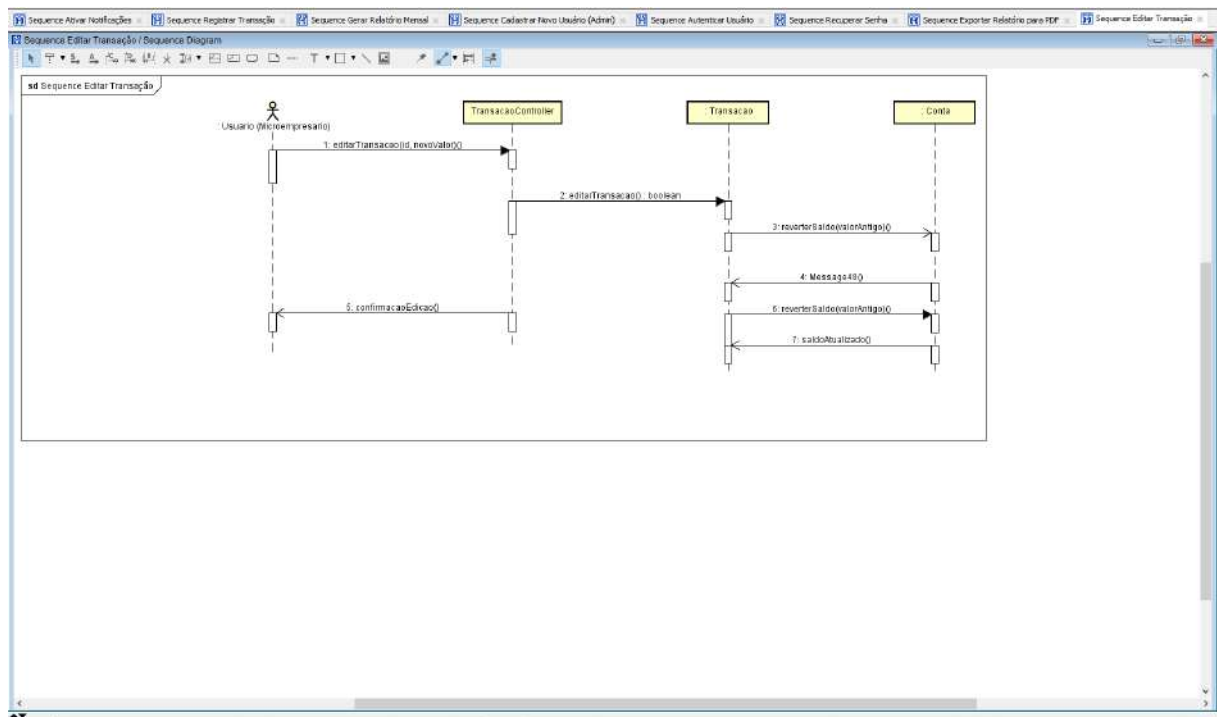 Sequence Ativar Notificações
Sequence Registrar Transação
Sequence Gerar Relatório Mensal
Sequence Cadastrar Novo Usuário (Admin)
Sequence Autenticar Usuário
Sequence Recuperar Senha
Sequence Exportar Relatório para PDF
Sequence Editar Transação
Sequence Editar Transação / Sequence Diagram
sd Sequence Editar Transação
: Usuario (Microempresario)
TransacaoController
: Transacao
: Conta
1: editarTransacao(id, novoValor)()
2: editarTransacao() : boolean
3: reverterSaldo(valorAntigo)()
4: Message49()
5: confirmacaoEdicao()
6: reverterSaldo(valorAntigo)()
7: saldoAtualizado()